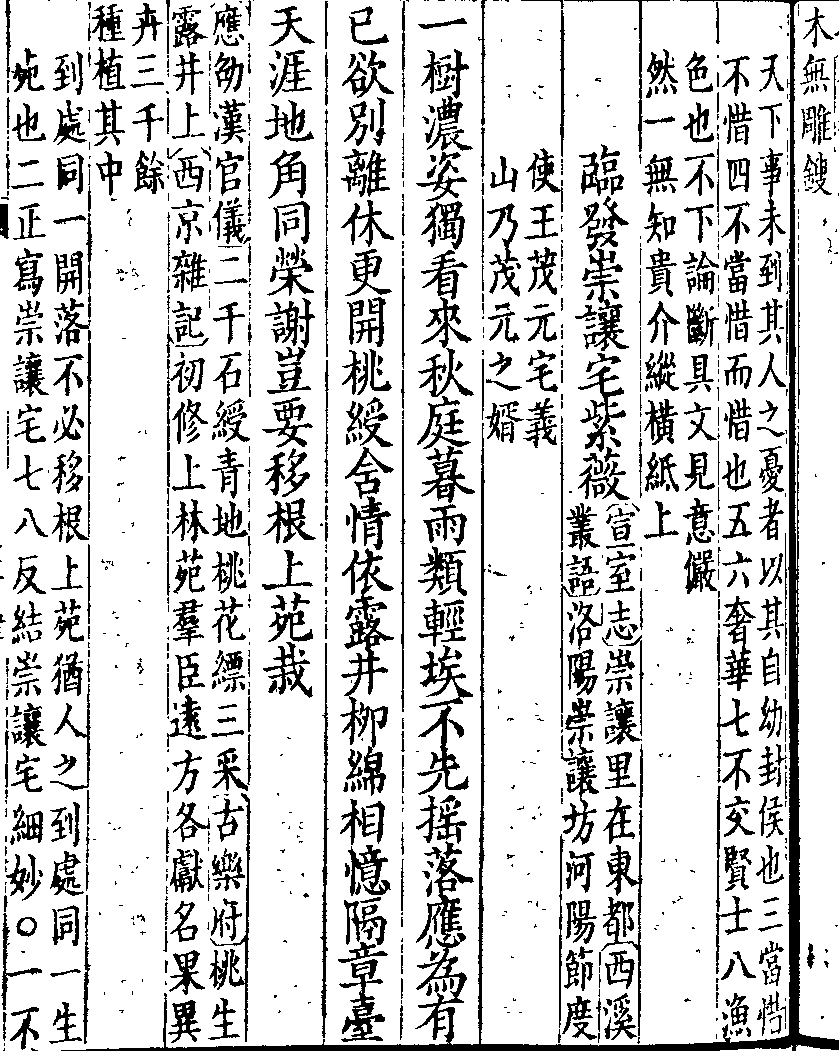 木無雕鎪
天下事未到其人之憂者以其自幼封侯也三當惜
不惜四不當惜而惜也五六奢華七不交賢士八漁
色也不下論斷具文見意儼
然一無知貴介縱橫紙上
臨發崇讓宅紫薇
宣室志崇讓里在東都西溪
叢語洛陽崇讓坊河陽節度
使王茂元宅義
山乃茂元之婿
一樹濃姿獨看來秋庭暮雨類輕埃不先摇落應為有
已欲別離休更開桃綬含情依露井柳綿相憶隔章臺
天涯地角同榮謝豈要移根上苑栽
應劭漢官儀二千石綬青地桃花縹三采古樂府桃生
露井上西京雜記初修上林苑羣臣遠方各獻名果異
卉三千餘
種植其中
到處同一開落不必移根上苑猶人之到處同一生
死也二正寫崇讓宅七八反結崇讓宅細妙○一不